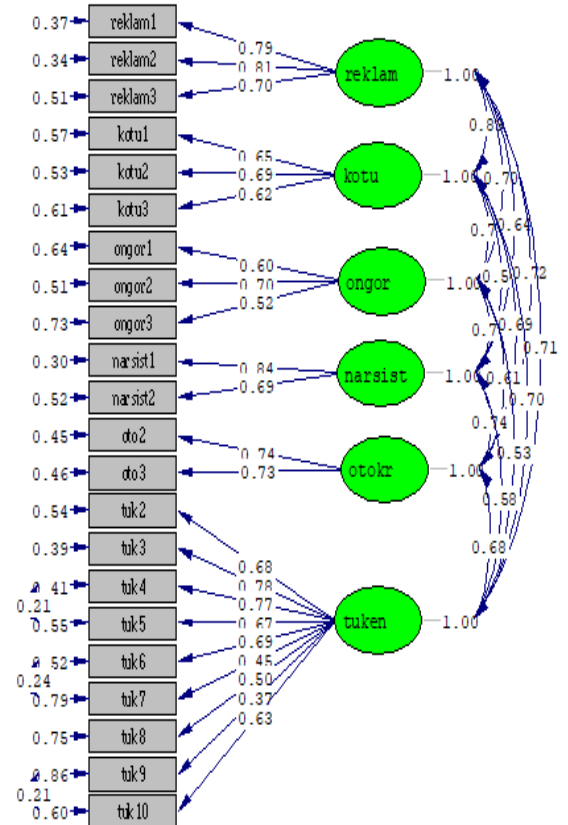 0.37 reklam1
0.79
0.34 reklam2
0.81
reklam 1.00
0.51 reklam3
0.70
0.57 kotu1
0.65
0.53 kotu2
0.69
kotu 1.00
0.70
0.61 kotu3
0.62
0.64
0.64 ongor1
0.60
0.72
0.51 ongor2
0.70
ongor 1.00
0.73 ongor3
0.52
0.69
0.71
0.30 narsist1
0.84
narsist 1.00
0.61
0.52 narsist2
0.69
0.70
0.45 oto2
0.74
0.74
0.53
0.46 oto3
0.73
otokr 1.00
0.58
0.54 tuk2
0.68
0.68
0.39 tuk3
0.78
0.41 tuk4
0.77
0.21
0.55 tuk5
0.67
tuken 1.00
0.52 tuk6
0.69
0.24
0.79 tuk7
0.45
0.50
0.75 tuk8
0.37
0.86 tuk9
0.63
0.21
0.60 tuk10